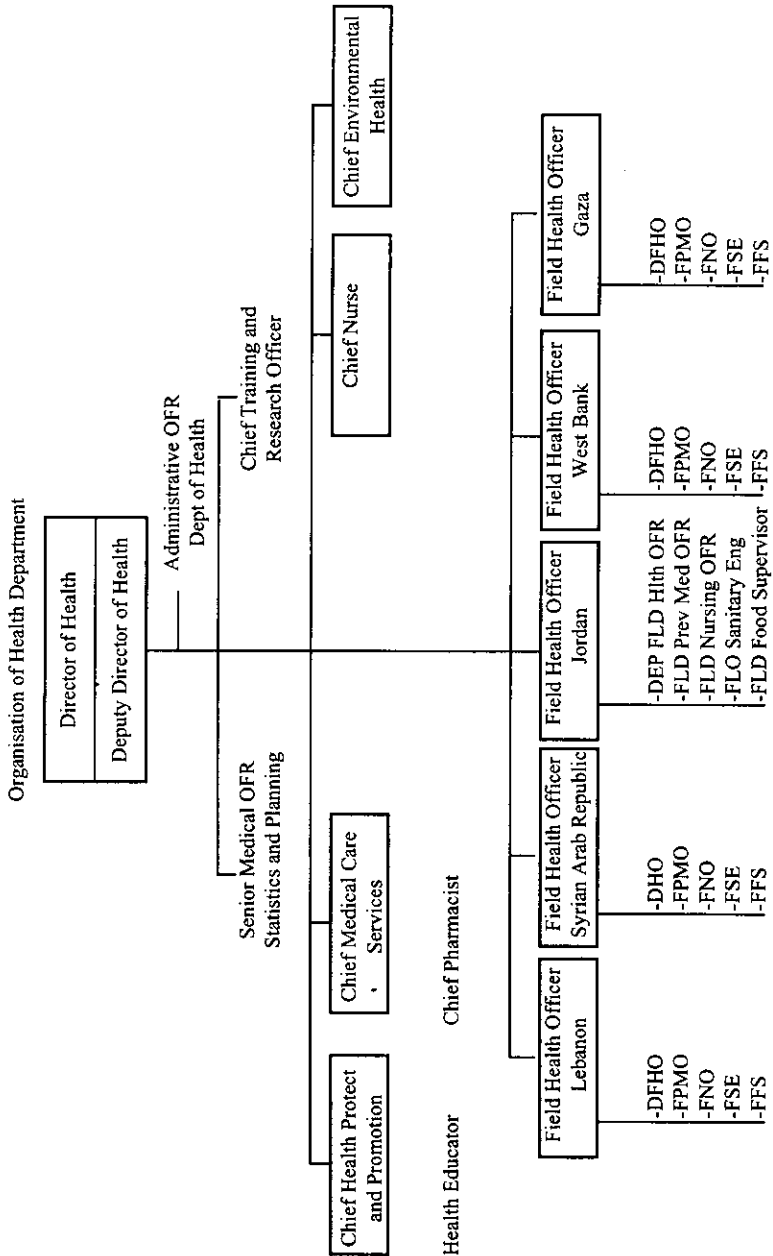 Organisation of Health Department
Director of Health
Deputy Director of Health
Administrative OFR
Dept of Health
Senior Medical OFR
Statistics and Planning
Chief Training and
Research Officer
Chief Health Protect
and Promotion
Chief Medical Care
Services
Chief Nurse
Chief Environmental
Health
Health Educator
Chief Pharmacist
Field Health Officer
Lebanon
-DFHO
-FPMO
-FNO
-FSE
-FFS
Field Health Officer
Syrian Arab Republic
-DHO
-FPMO
-FNO
-FSE
-FFS
Field Health Officer
Jordan
-DEP FLD Hlth OFR
-FLD Prev Med OFR
-FLD Nursing OFR
-FLO Sanitary Eng
-FLD Food Supervisor
Field Health Officer
West Bank
-DFHO
-FPMO
-FNO
-FSE
-FFS
Field Health Officer
Gaza
-DFHO
-FPMO
-FNO
-FSE
-FFS